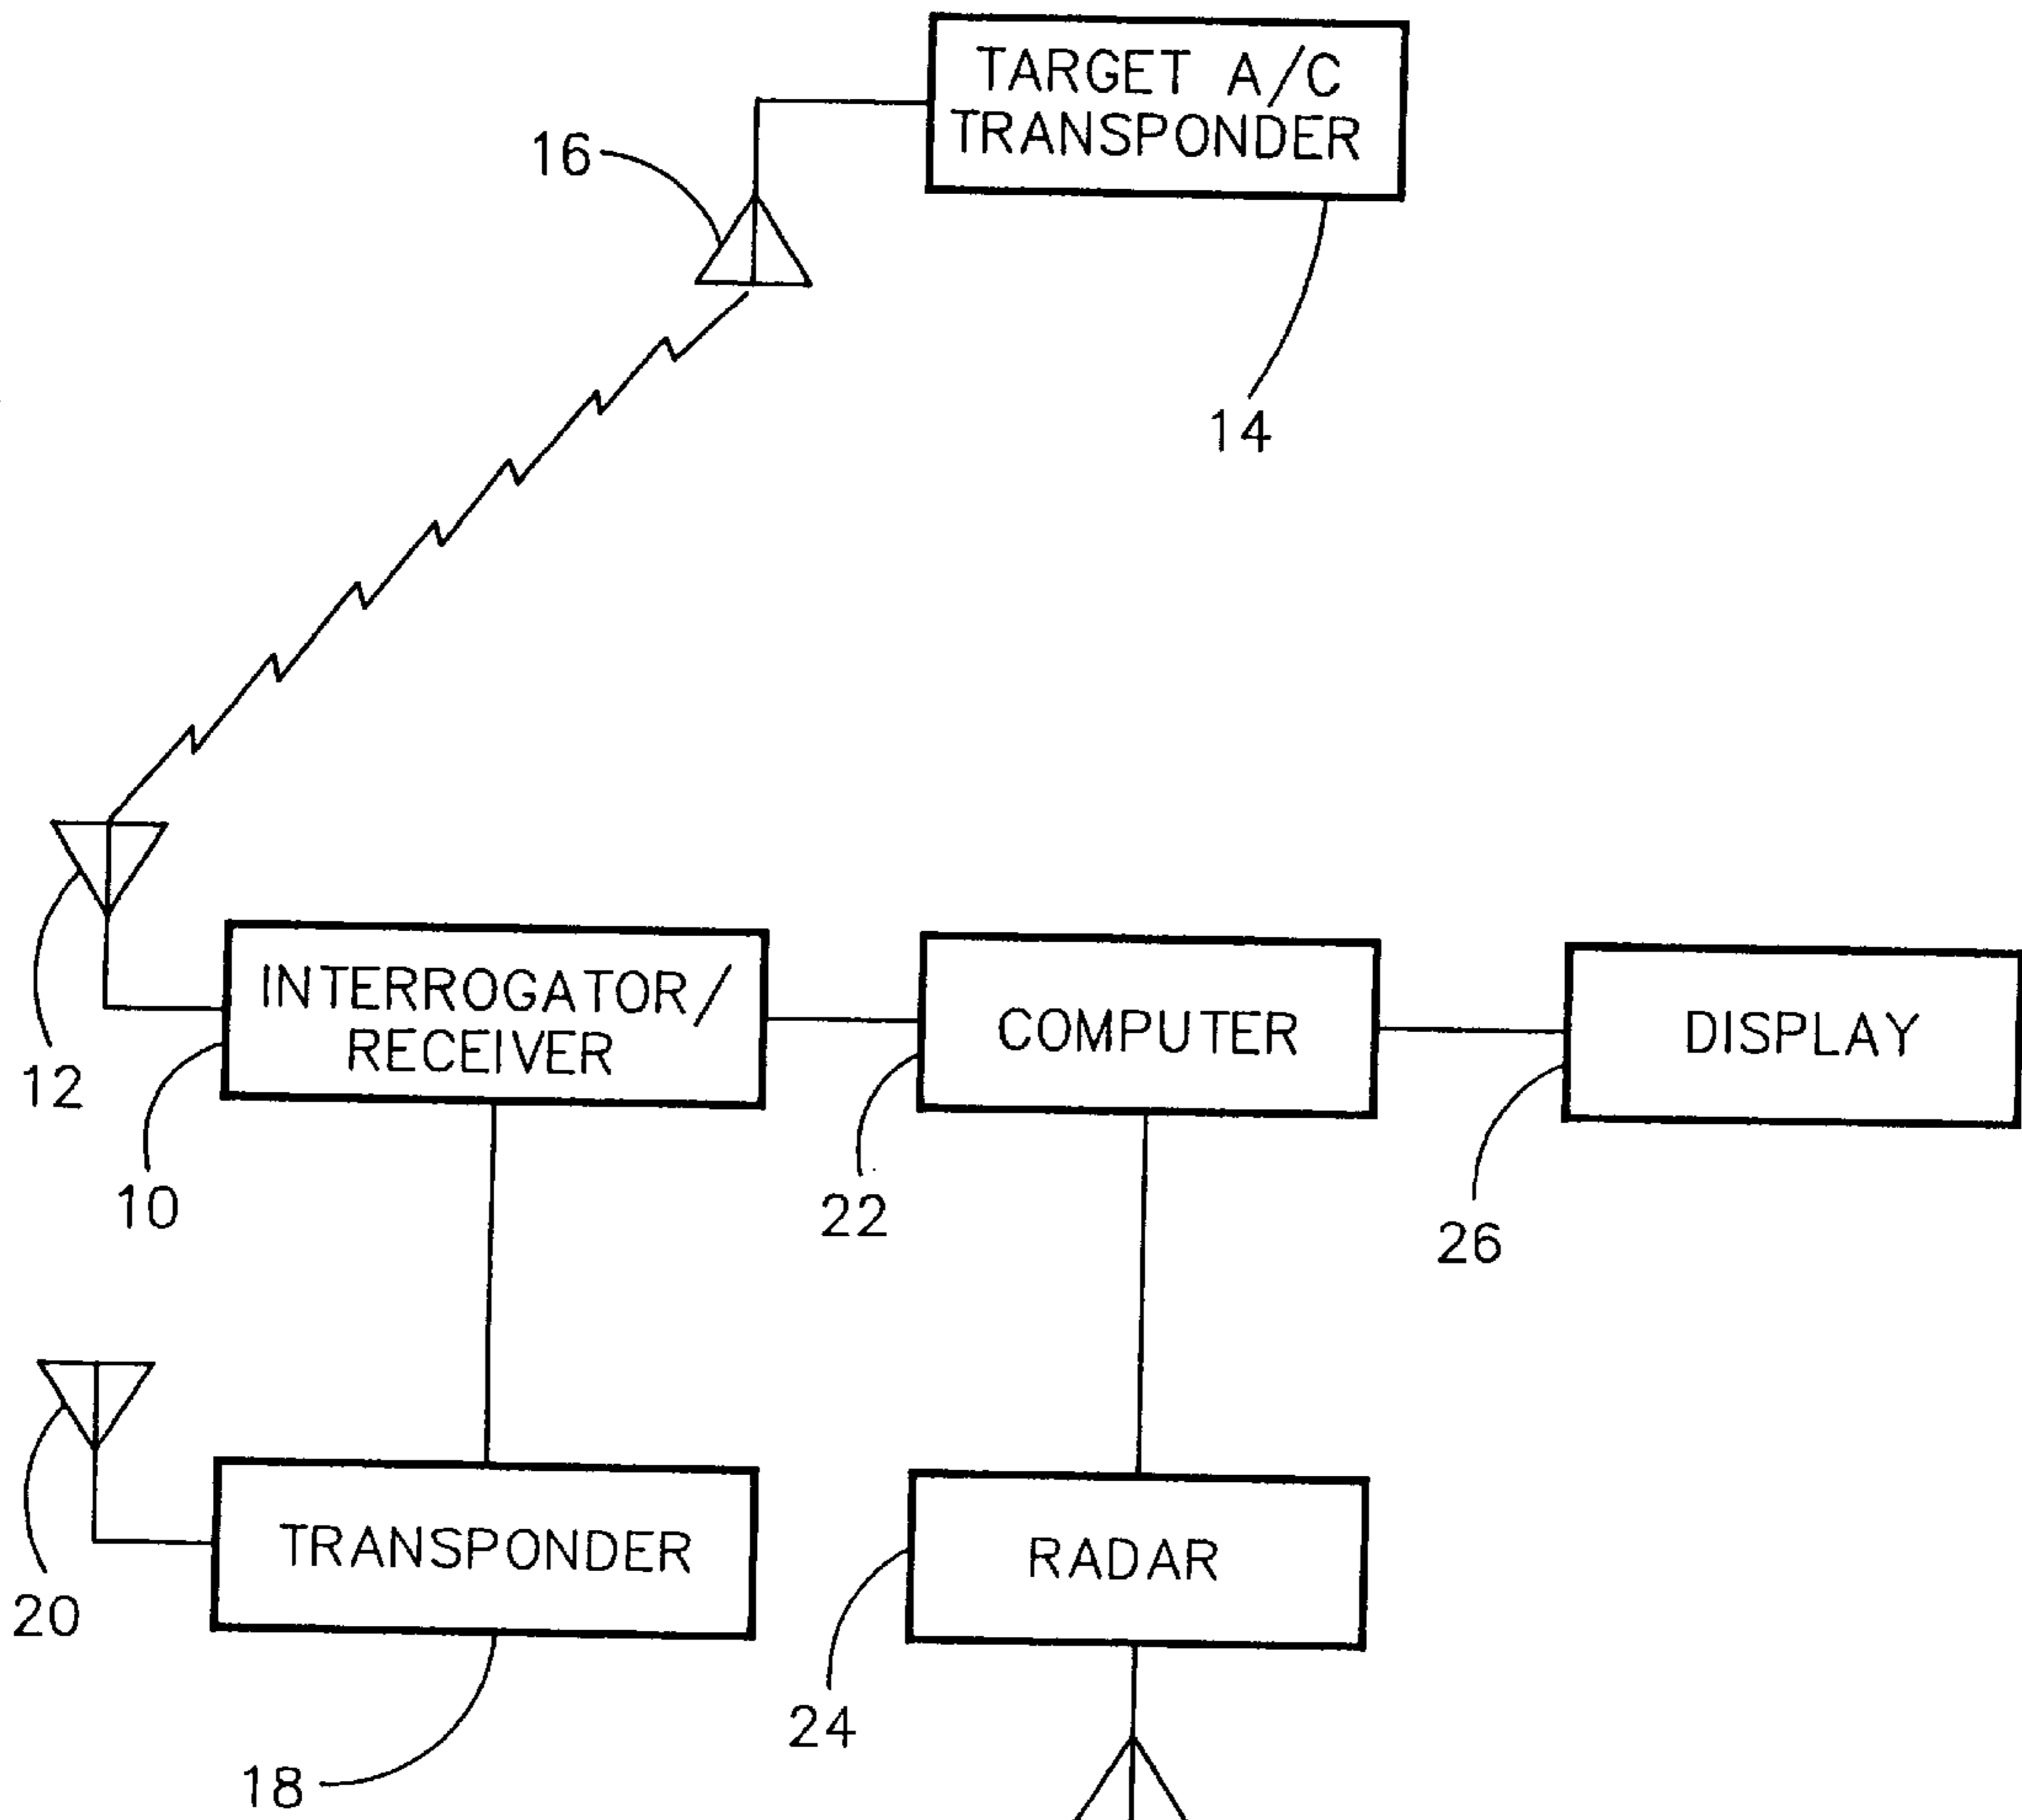 TARGET A/C
TRANSPONDER
16
14
INTERROGATOR/
RECEIVER
COMPUTER
DISPLAY
12
10
22
26
TRANSPONDER
RADAR
20
24
18